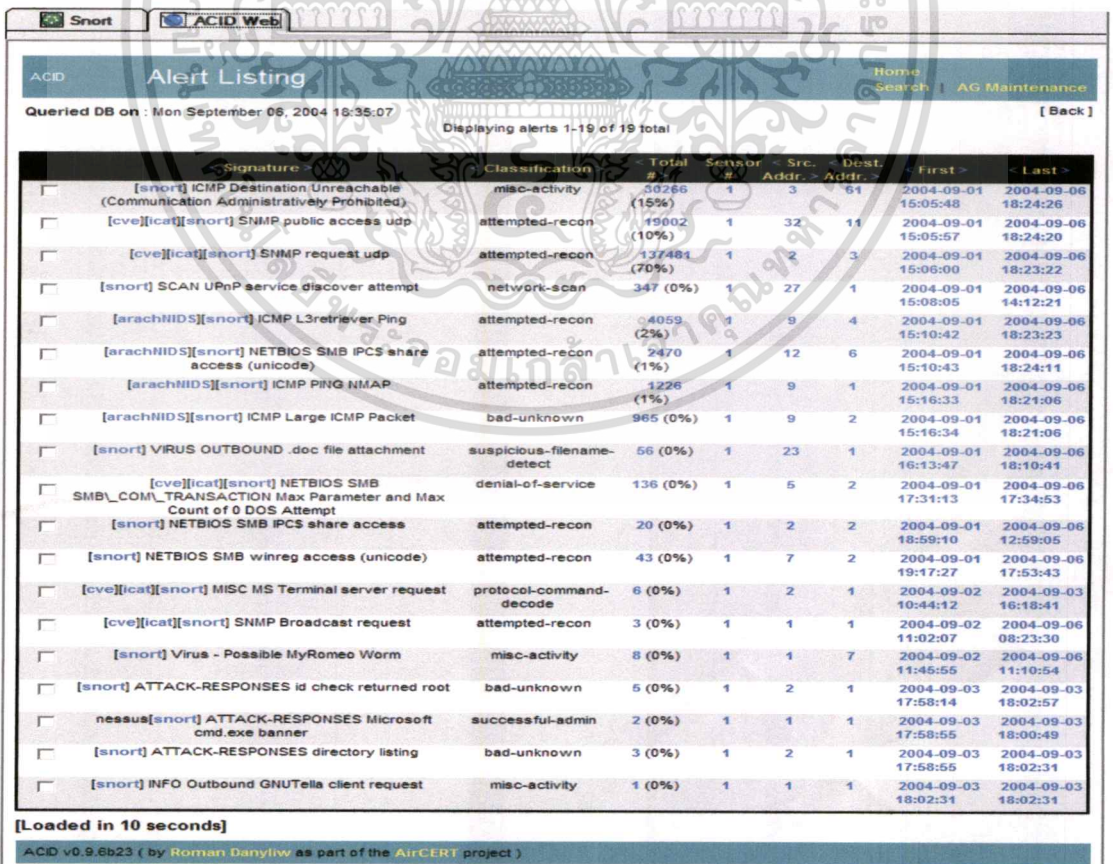 Snort ACID Web
ACID Alert Listing Home
Search | AG Maintenance
Queried DB on : Mon September 06, 2004 18:35:07 [ Back ]
Displaying alerts 1-19 of 19 total
< Signature > < Classification > < Total # > Sensor # < Src. Addr. > < Dest. Addr. > < First > < Last >
[snort] ICMP Destination Unreachable (Communication Administratively Prohibited) misc-activity 30266 (15%) 1 3 61 2004-09-01 15:05:48 2004-09-06 18:24:26
[cve][icat][snort] SNMP public access udp attempted-recon 19002 (10%) 1 32 11 2004-09-01 15:05:57 2004-09-06 18:24:20
[cve][icat][snort] SNMP request udp attempted-recon 137481 (70%) 1 2 3 2004-09-01 15:06:00 2004-09-06 18:23:22
[snort] SCAN UPnP service discover attempt network-scan 347 (0%) 1 27 1 2004-09-01 15:08:05 2004-09-06 14:12:21
[arachNIDS][snort] ICMP L3retriever Ping attempted-recon 4059 (2%) 1 9 4 2004-09-01 15:10:42 2004-09-06 18:23:23
[arachNIDS][snort] NETBIOS SMB IPC$ share access (unicode) attempted-recon 2470 (1%) 1 12 6 2004-09-01 15:10:43 2004-09-06 18:24:11
[arachNIDS][snort] ICMP PING NMAP attempted-recon 1226 (1%) 1 9 1 2004-09-01 15:16:33 2004-09-06 18:21:06
[arachNIDS][snort] ICMP Large ICMP Packet bad-unknown 965 (0%) 1 9 2 2004-09-01 15:16:34 2004-09-06 18:21:06
[snort] VIRUS OUTBOUND .doc file attachment suspicious-filename-detect 56 (0%) 1 23 1 2004-09-01 16:13:47 2004-09-06 18:10:41
[cve][icat][snort] NETBIOS SMB SMB\_COM\_TRANSACTION Max Parameter and Max Count of 0 DOS Attempt denial-of-service 136 (0%) 1 5 2 2004-09-01 17:31:13 2004-09-06 17:34:53
[snort] NETBIOS SMB IPC$ share access attempted-recon 20 (0%) 1 2 2 2004-09-01 18:59:10 2004-09-06 12:59:05
[snort] NETBIOS SMB winreg access (unicode) attempted-recon 43 (0%) 1 7 2 2004-09-01 19:17:27 2004-09-06 17:53:43
[cve][icat][snort] MISC MS Terminal server request protocol-command-decode 6 (0%) 1 2 1 2004-09-02 10:44:12 2004-09-03 16:18:41
[cve][icat][snort] SNMP Broadcast request attempted-recon 3 (0%) 1 1 1 2004-09-02 11:02:07 2004-09-06 08:23:30
[snort] Virus - Possible MyRomeo Worm misc-activity 8 (0%) 1 1 7 2004-09-02 11:45:55 2004-09-06 11:10:54
[snort] ATTACK-RESPONSES id check returned root bad-unknown 5 (0%) 1 2 1 2004-09-03 17:58:14 2004-09-03 18:02:57
nessus[snort] ATTACK-RESPONSES Microsoft cmd.exe banner successful-admin 2 (0%) 1 1 1 2004-09-03 17:58:55 2004-09-03 18:00:49
[snort] ATTACK-RESPONSES directory listing bad-unknown 3 (0%) 1 2 1 2004-09-03 17:58:55 2004-09-03 18:02:31
[snort] INFO Outbound GNUTella client request misc-activity 1 (0%) 1 1 1 2004-09-03 18:02:31 2004-09-03 18:02:31
[Loaded in 10 seconds]
ACID v0.9.6b23 ( by Roman Danyliw as part of the AirCERT project )